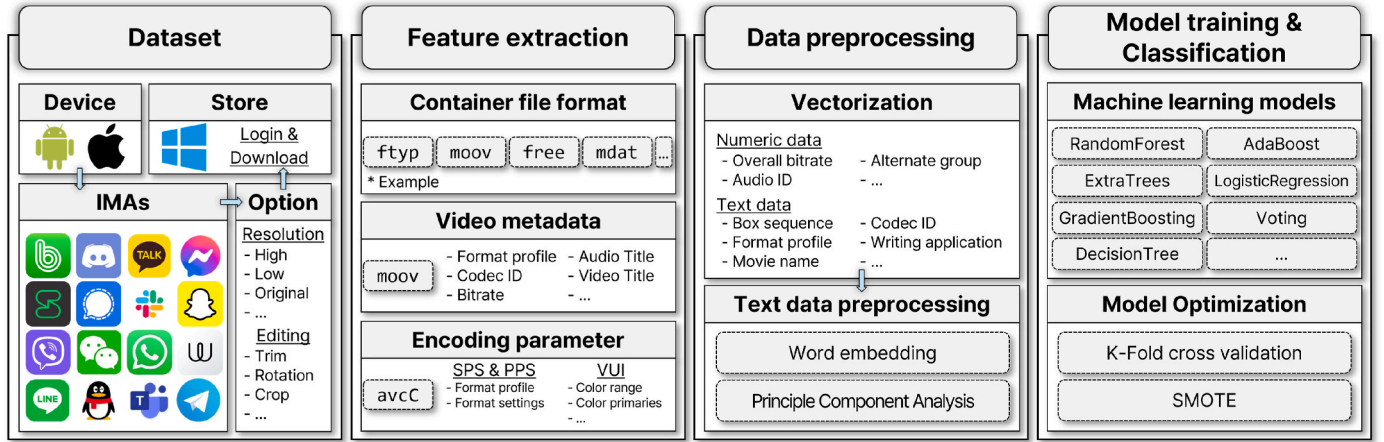 Dataset
Device
Store
Login &
Download
IMAs
TALK
LINE
Option
Resolution
- High
- Low
- Original
- ...
Editing
- Trim
- Rotation
- Crop
- ...
Feature extraction
Container file format
ftyp moov free mdat ...
* Example
Video metadata
moov
- Format profile
- Codec ID
- Bitrate
- Audio Title
- Video Title
- ...
Encoding parameter
avcC
SPS & PPS
- Format profile
- Format settings
VUI
- Color range
- Color primaries
- ...
Data preprocessing
Vectorization
Numeric data
- Overall bitrate
- Audio ID
- Alternate group
- ...
Text data
- Box sequence
- Format profile
- Movie name
- Codec ID
- Writing application
- ...
Text data preprocessing
Word embedding
Principle Component Analysis
Model training &
Classification
Machine learning models
RandomForest AdaBoost
ExtraTrees LogisticRegression
GradientBoosting Voting
DecisionTree ...
Model Optimization
K-Fold cross validation
SMOTE